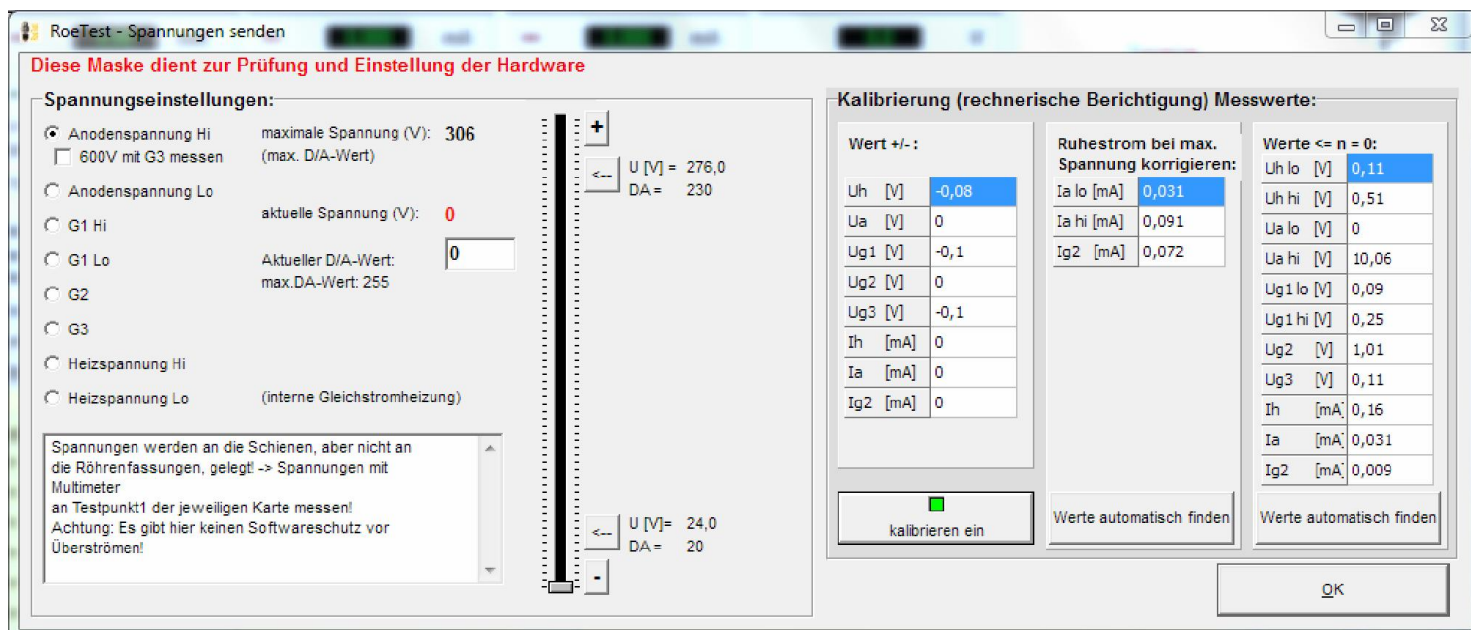 RoeTest - Spannungen senden
Diese Maske dient zur Prüfung und Einstellung der Hardware
Spannungseinstellungen:
Anodenspannung Hi
600V mit G3 messen
Anodenspannung Lo
G1 Hi
G1 Lo
G2
G3
Heizspannung Hi
Heizspannung Lo
maximale Spannung (V): 306
(max. D/A-Wert)
aktuelle Spannung (V): 0
Aktueller D/A-Wert: 0
max.DA-Wert: 255
(interne Gleichstromheizung)
Spannungen werden an die Schienen, aber nicht an
die Röhrenfassungen, gelegt! -> Spannungen mit
Multimeter
an Testpunkt1 der jeweiligen Karte messen!
Achtung: Es gibt hier keinen Softwareschutz vor
Überströmen!
+
<-- U [V] = 276,0
DA = 230
<-- U [V]= 24,0
DA = 20
-
Kalibrierung (rechnerische Berichtigung) Messwerte:
Wert +/- :
Uh [V] -0,08
Ua [V] 0
Ug1 [V] -0,1
Ug2 [V] 0
Ug3 [V] -0,1
Ih [mA] 0
Ia [mA] 0
Ig2 [mA] 0
kalibrieren ein
Ruhestrom bei max.
Spannung korrigieren:
Ia lo [mA] 0,031
Ia hi [mA] 0,091
Ig2 [mA] 0,072
Werte automatisch finden
Werte <= n = 0:
Uh lo [V] 0,11
Uh hi [V] 0,51
Ua lo [V] 0
Ua hi [V] 10,06
Ug1 lo [V] 0,09
Ug1 hi [V] 0,25
Ug2 [V] 1,01
Ug3 [V] 0,11
Ih [mA] 0,16
Ia [mA] 0,031
Ig2 [mA] 0,009
Werte automatisch finden
OK